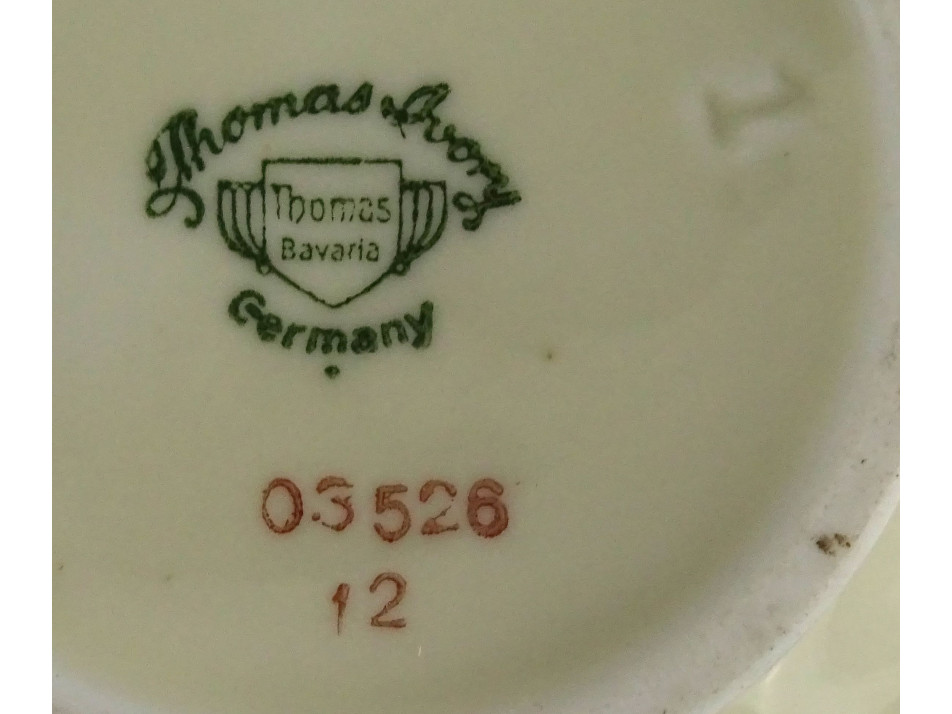 Thomas Ivory
Thomas
Bavaria
Germany
03526
12